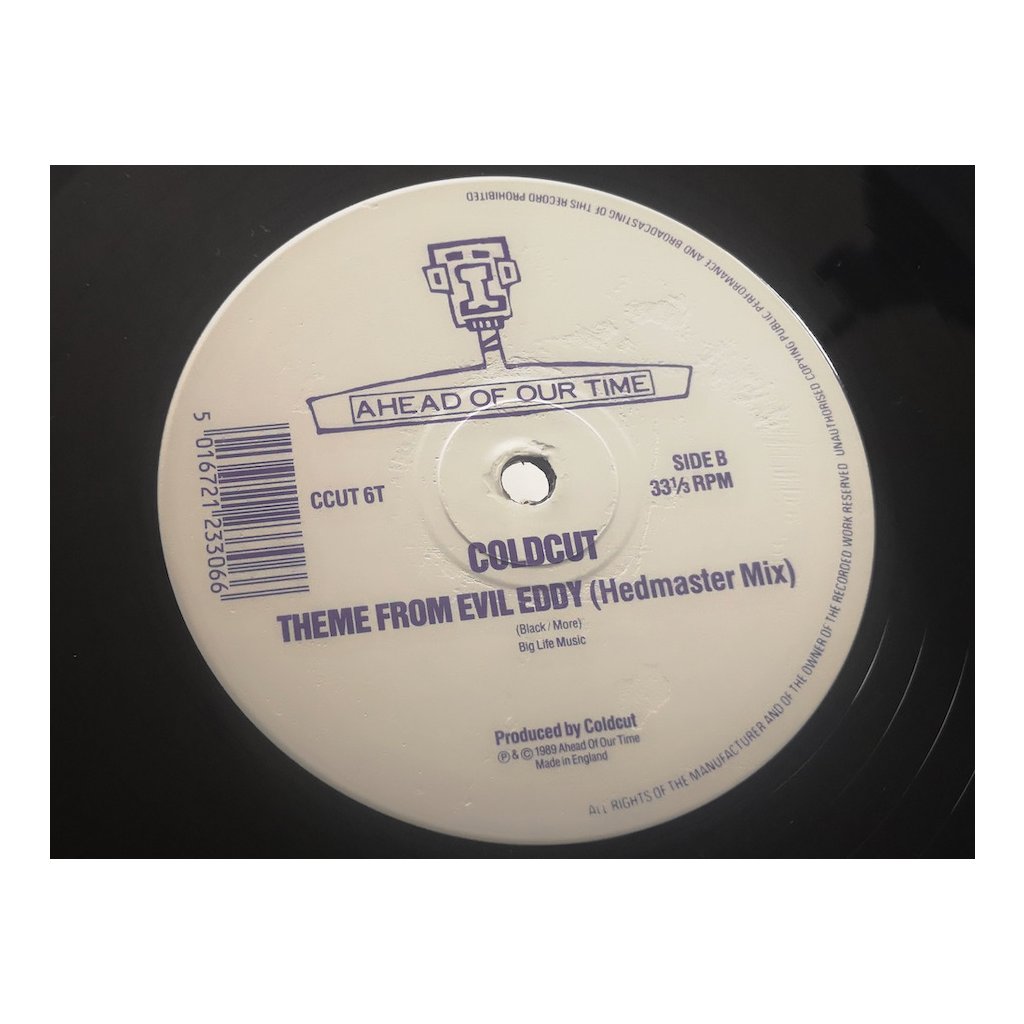 AHEAD OF OUR TIME
5 016721 233066
CCUT 6T
SIDE B
33⅓ RPM
COLDCUT
THEME FROM EVIL EDDY (Hedmaster Mix)
(Black / More)
Big Life Music
Produced by Coldcut
℗ & © 1989 Ahead Of Our Time
Made in England
ALL RIGHTS OF THE MANUFACTURER AND OF THE OWNER OF THE RECORDED WORK RESERVED UNAUTHORISED COPYING PUBLIC PERFORMANCE AND BROADCASTING OF THIS RECORD PROHIBITED